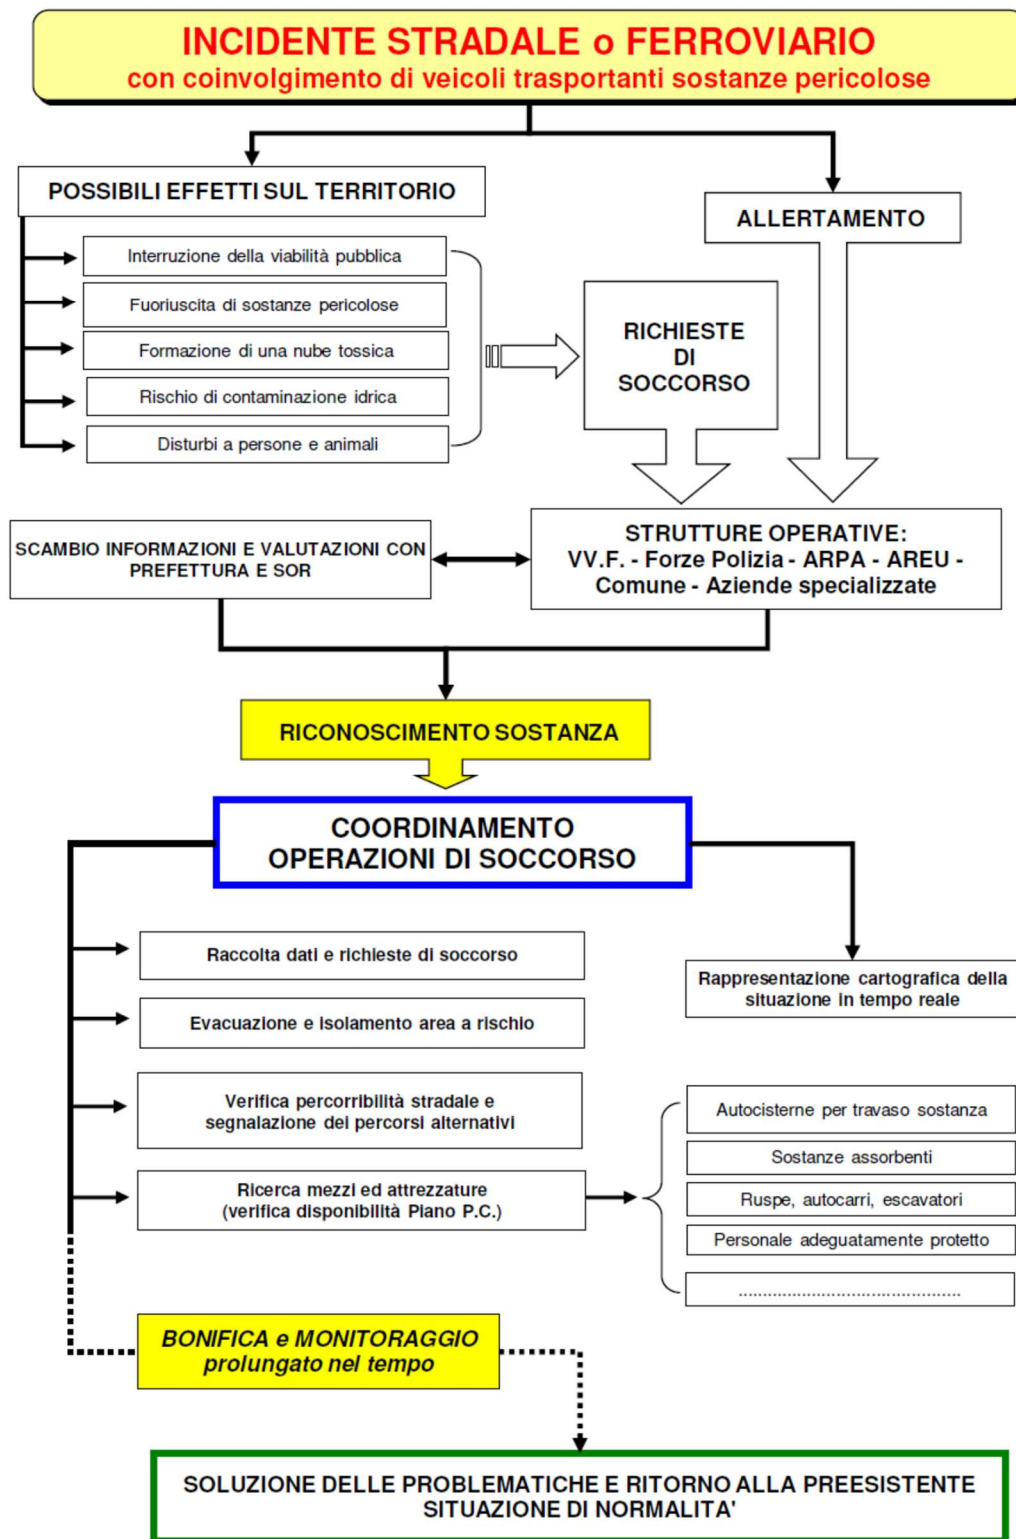 INCIDENTE STRADALE o FERROVIARIO
con coinvolgimento di veicoli trasportanti sostanze pericolose
POSSIBILI EFFETTI SUL TERRITORIO
ALLERTAMENTO
Interruzione della viabilità pubblica
Fuoriuscita di sostanze pericolose
Formazione di una nube tossica
Rischio di contaminazione idrica
Disturbi a persone e animali
RICHIESTE
DI
SOCCORSO
SCAMBIO INFORMAZIONI E VALUTAZIONI CON
PREFETTURA E SOR
STRUTTURE OPERATIVE:
VV.F. - Forze Polizia - ARPA - AREU -
Comune - Aziende specializzate
RICONOSCIMENTO SOSTANZA
COORDINAMENTO
OPERAZIONI DI SOCCORSO
Raccolta dati e richieste di soccorso
Evacuazione e isolamento area a rischio
Verifica percorribilità stradale e
segnalazione dei percorsi alternativi
Ricerca mezzi ed attrezzature
(verifica disponibilità Piano P.C.)
Rappresentazione cartografica della
situazione in tempo reale
Autocisterne per travaso sostanza
Sostanze assorbenti
Ruspe, autocarri, escavatori
Personale adeguatamente protetto
..............................................
BONIFICA e MONITORAGGIO
prolungato nel tempo
SOLUZIONE DELLE PROBLEMATICHE E RITORNO ALLA PREESISTENTE
SITUAZIONE DI NORMALITA'